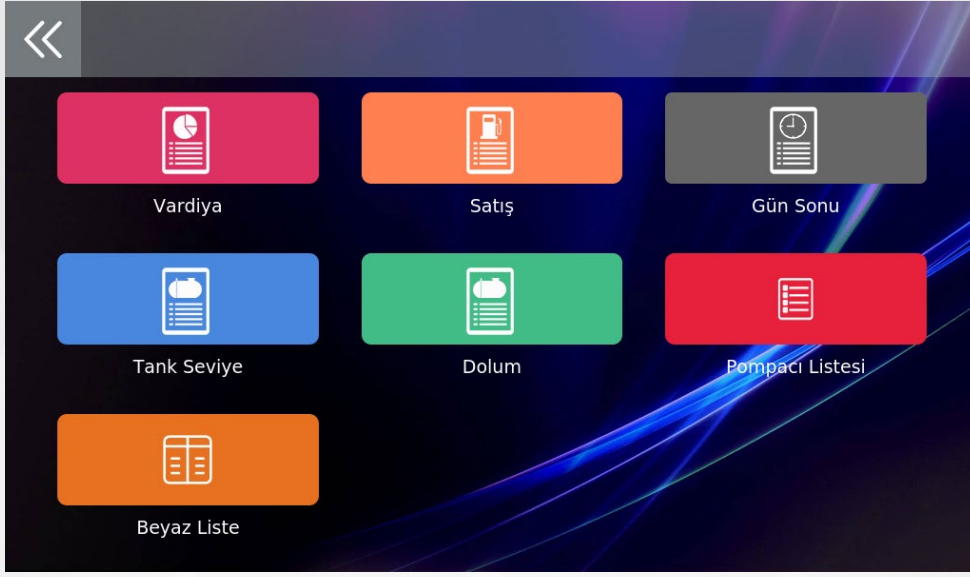 Vardiya
Satış
Gün Sonu
Tank Seviye
Dolum
Pompacı Listesi
Beyaz Liste